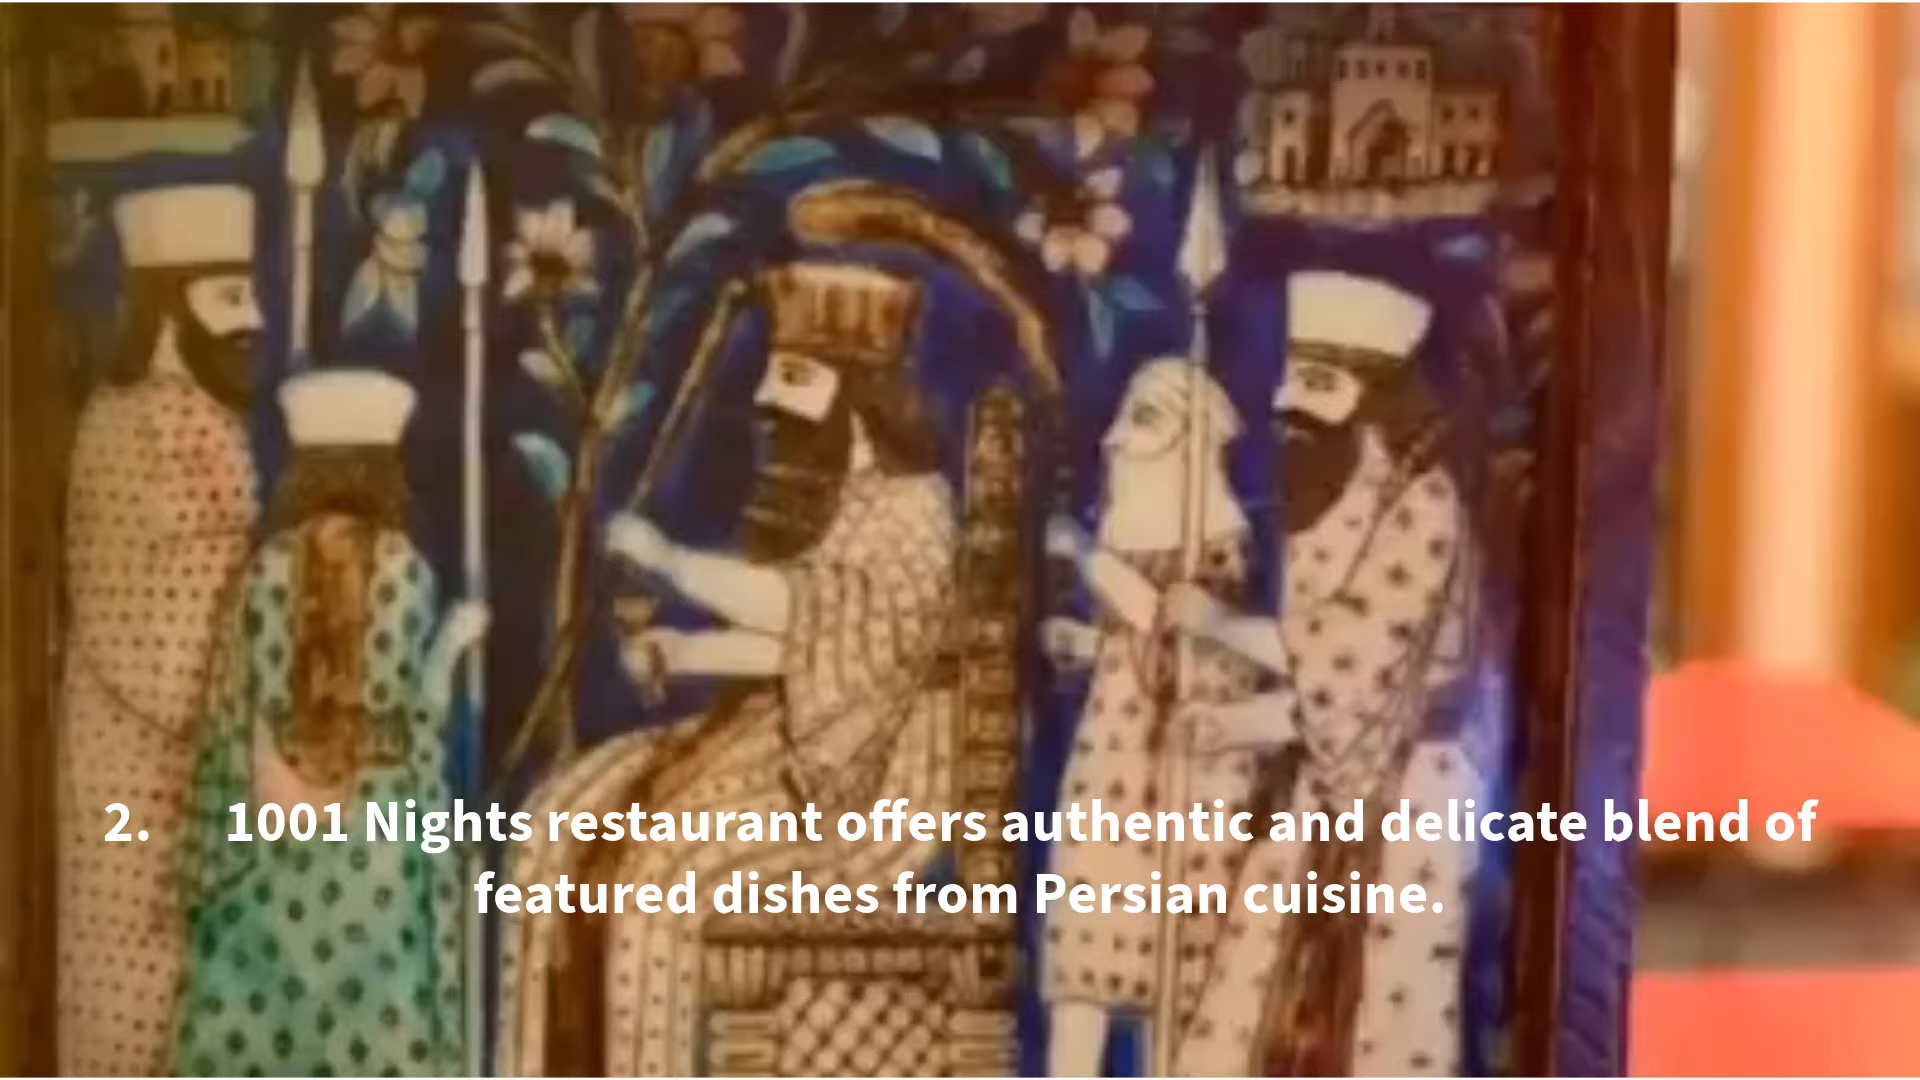 2. 1001 Nights restaurant offers authentic and delicate blend of
featured dishes from Persian cuisine.